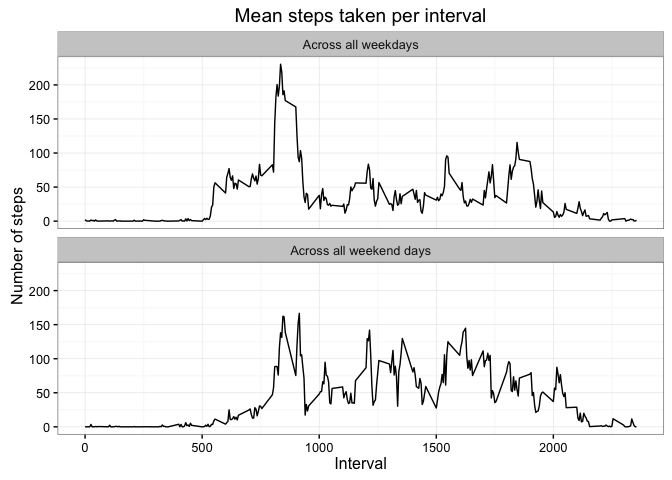 Mean steps taken per interval
Across all weekdays
200
150
100
50
0
Number of steps
Across all weekend days
200
150
100
50
0
0 500 1000 1500 2000
Interval